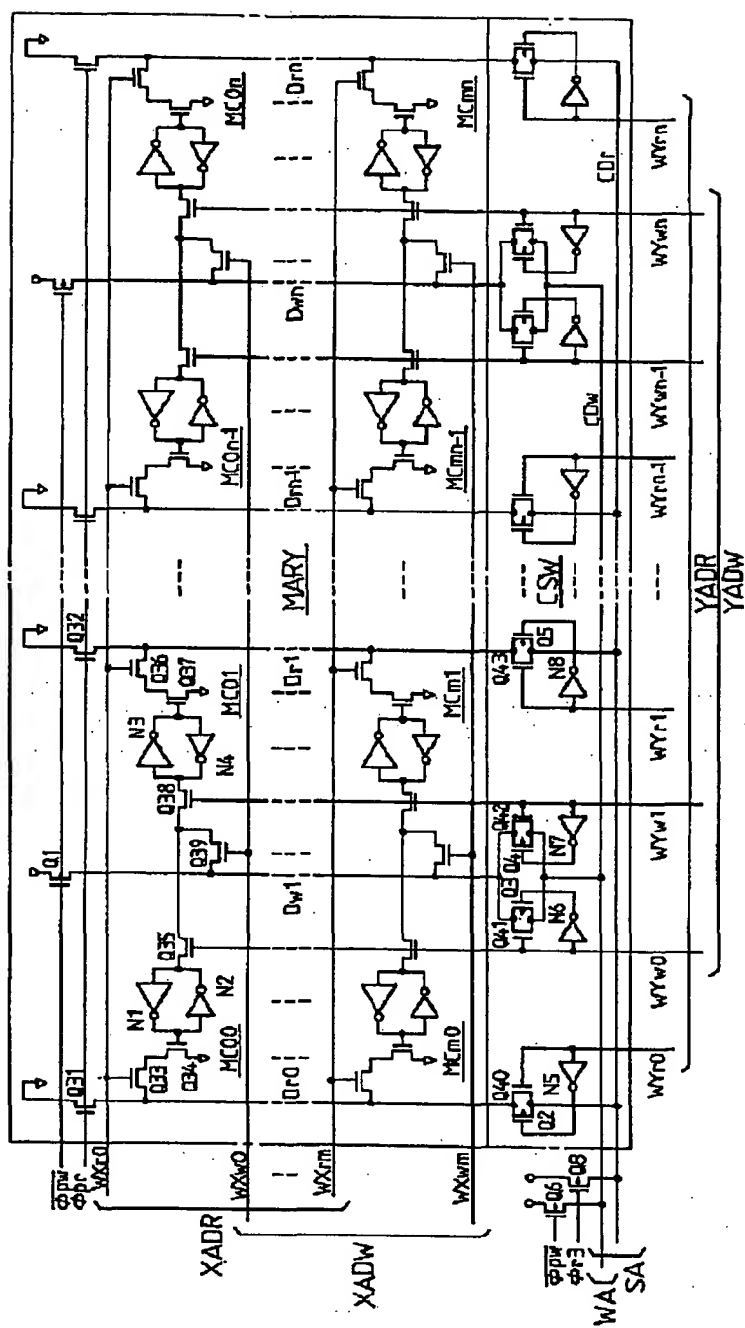 φpw
φpr
Q31
Q1
Q32
WXr0
Q33
Q34
N1
N2
Q35
Q38
Q39
N3
N4
Q36
Q37
MC00
MC01
MC0n-1
MC0n
WXw0
XADR
Dr0
Dw1
Dr1
MARY
Drn-1
Dwn
Drn
WXrm
XADW
MCm0
MCm1
MCmn-1
MCmn
WXwm
Q40
Q2
N5
Q41
Q3
Q4
Q42
N6
N7
Q43
Q5
N8
CSW
φpw
Q6
φr3
Q8
CDw
CDr
WA
SA
WYr0
WYw0
WYw1
WYr1
WYrn-1
WYwn-1
WYwn
WYrn
YADR
YADW